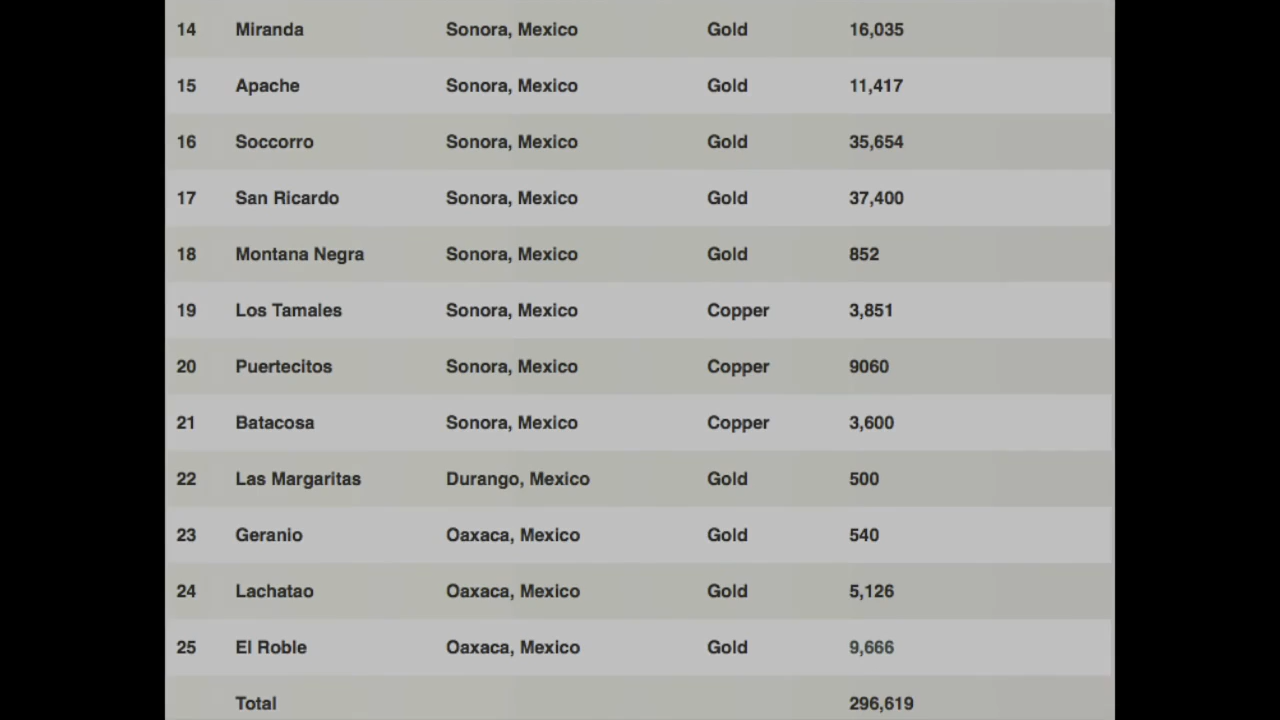 14 Miranda Sonora, Mexico Gold 16,035
15 Apache Sonora, Mexico Gold 11,417
16 Soccorro Sonora, Mexico Gold 35,654
17 San Ricardo Sonora, Mexico Gold 37,400
18 Montana Negra Sonora, Mexico Gold 852
19 Los Tamales Sonora, Mexico Copper 3,851
20 Puertecitos Sonora, Mexico Copper 9060
21 Batacosa Sonora, Mexico Copper 3,600
22 Las Margaritas Durango, Mexico Gold 500
23 Geranio Oaxaca, Mexico Gold 540
24 Lachatao Oaxaca, Mexico Gold 5,126
25 El Roble Oaxaca, Mexico Gold 9,666
Total 296,619